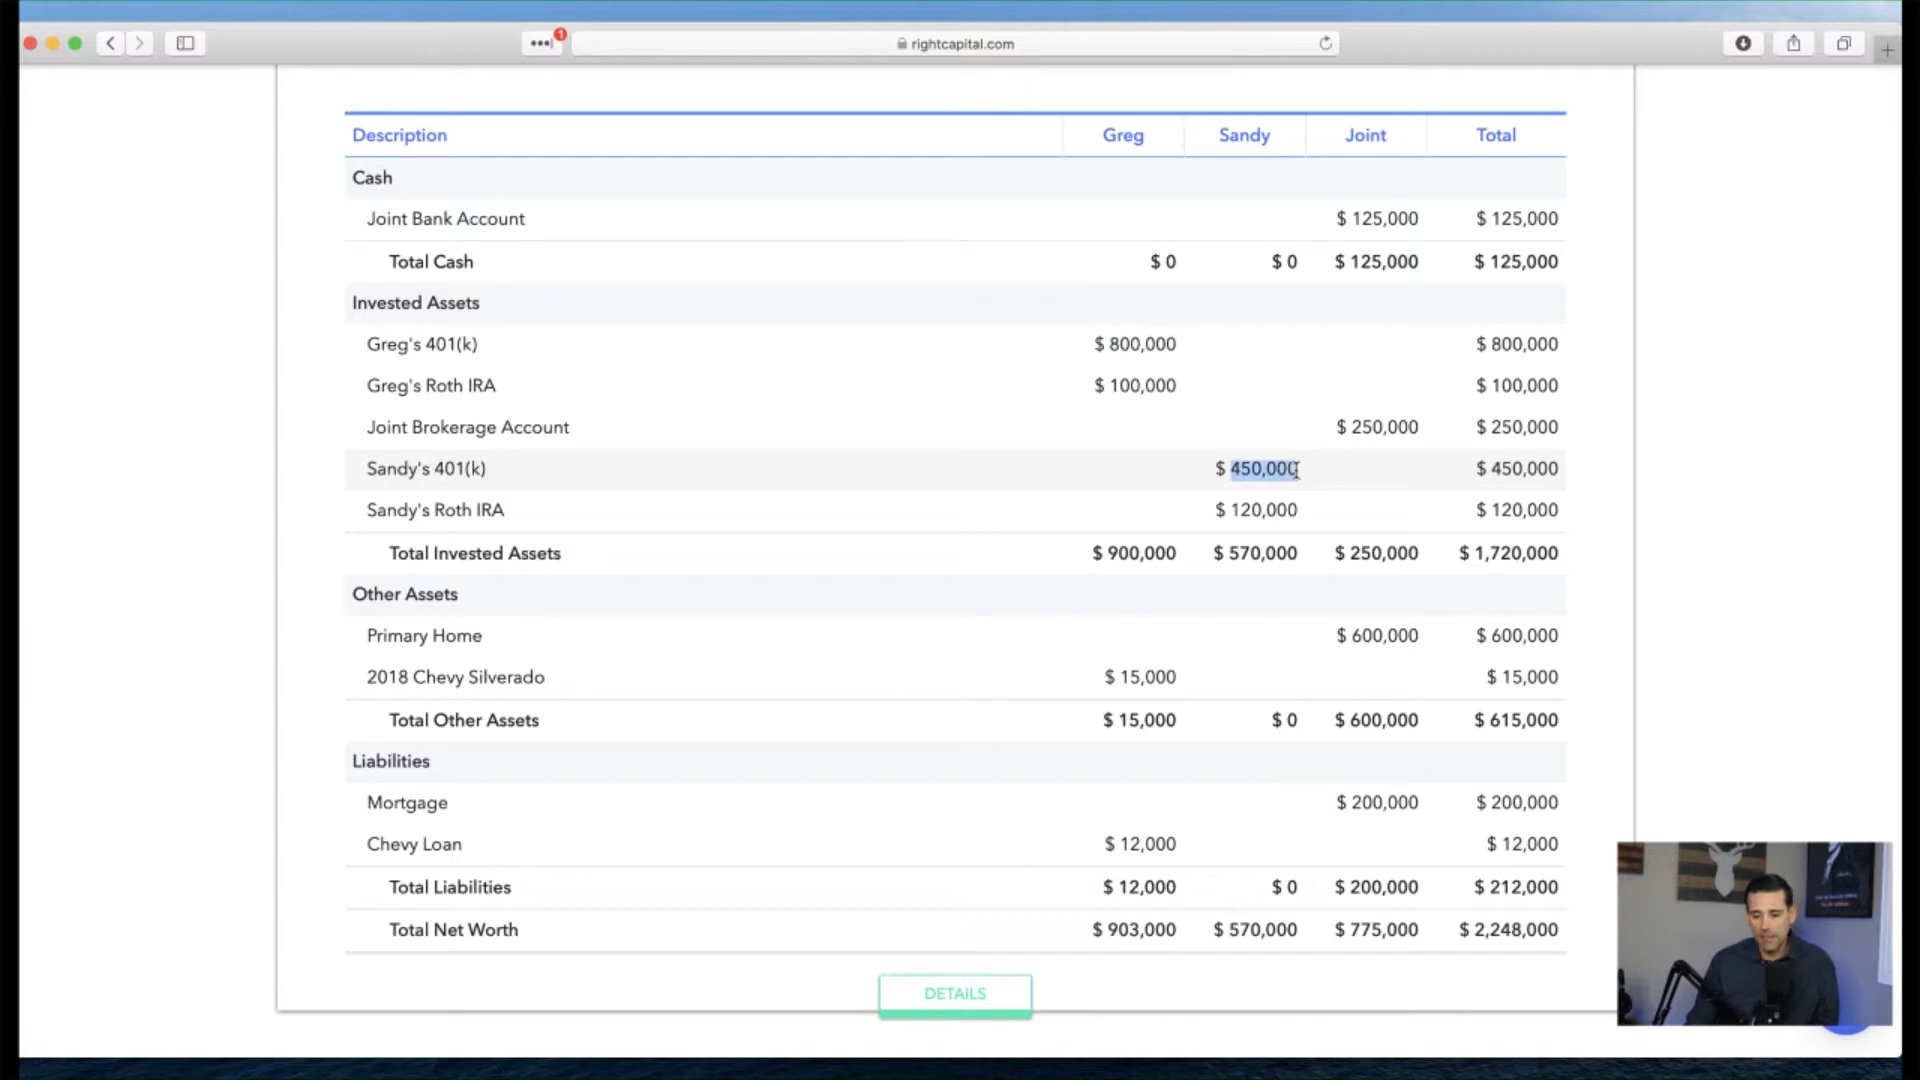 1
rightcapital.com
Description Greg Sandy Joint Total
Cash
Joint Bank Account $ 125,000 $ 125,000
Total Cash $ 0 $ 0 $ 125,000 $ 125,000
Invested Assets
Greg's 401(k) $ 800,000 $ 800,000
Greg's Roth IRA $ 100,000 $ 100,000
Joint Brokerage Account $ 250,000 $ 250,000
Sandy's 401(k) $ 450,000 $ 450,000
Sandy's Roth IRA $ 120,000 $ 120,000
Total Invested Assets $ 900,000 $ 570,000 $ 250,000 $ 1,720,000
Other Assets
Primary Home $ 600,000 $ 600,000
2018 Chevy Silverado $ 15,000 $ 15,000
Total Other Assets $ 15,000 $ 0 $ 600,000 $ 615,000
Liabilities
Mortgage $ 200,000 $ 200,000
Chevy Loan $ 12,000 $ 12,000
Total Liabilities $ 12,000 $ 0 $ 200,000 $ 212,000
Total Net Worth $ 903,000 $ 570,000 $ 775,000 $ 2,248,000
DETAILS